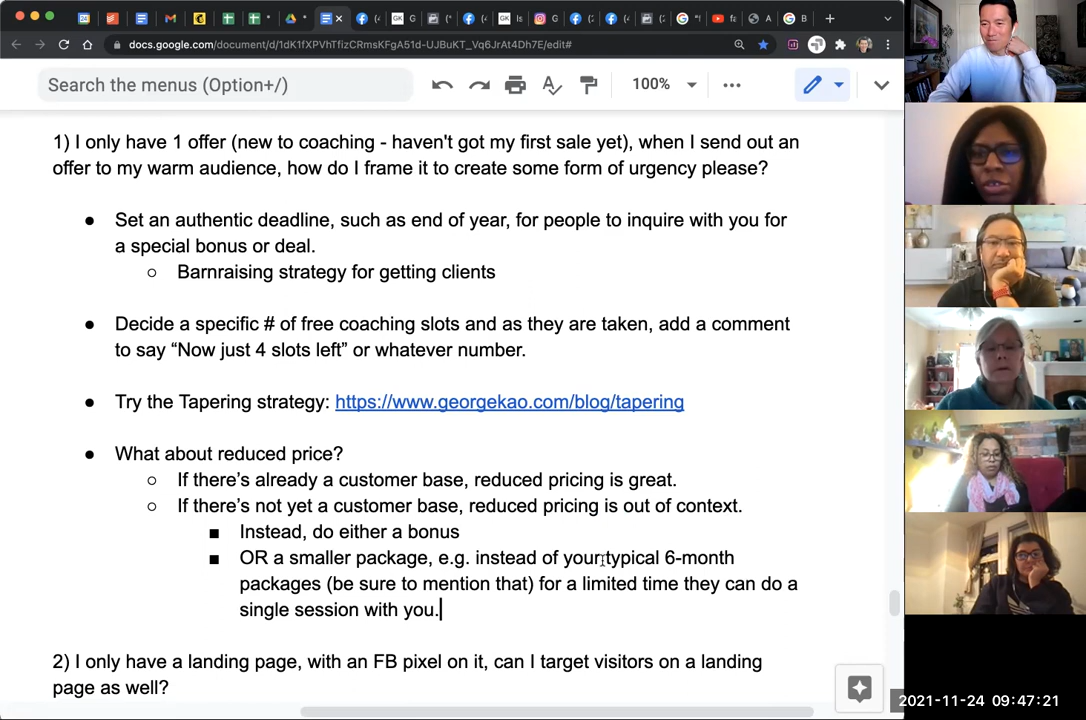 docs.google.com/document/d/1dK1fXPVhTfizCRmsKFgA51d-UJBuKT_Vq6JrAt4Dh7E/edit#
Search the menus (Option+/)
100%
1) I only have 1 offer (new to coaching - haven't got my first sale yet), when I send out an
offer to my warm audience, how do I frame it to create some form of urgency please?
● Set an authentic deadline, such as end of year, for people to inquire with you for
a special bonus or deal.
○ Barnraising strategy for getting clients
● Decide a specific # of free coaching slots and as they are taken, add a comment
to say “Now just 4 slots left” or whatever number.
● Try the Tapering strategy: https://www.georgekao.com/blog/tapering
● What about reduced price?
○ If there’s already a customer base, reduced pricing is great.
○ If there’s not yet a customer base, reduced pricing is out of context.
■ Instead, do either a bonus
■ OR a smaller package, e.g. instead of your typical 6-month
packages (be sure to mention that) for a limited time they can do a
single session with you.
2) I only have a landing page, with an FB pixel on it, can I target visitors on a landing
page as well?
2021-11-24 09:47:21